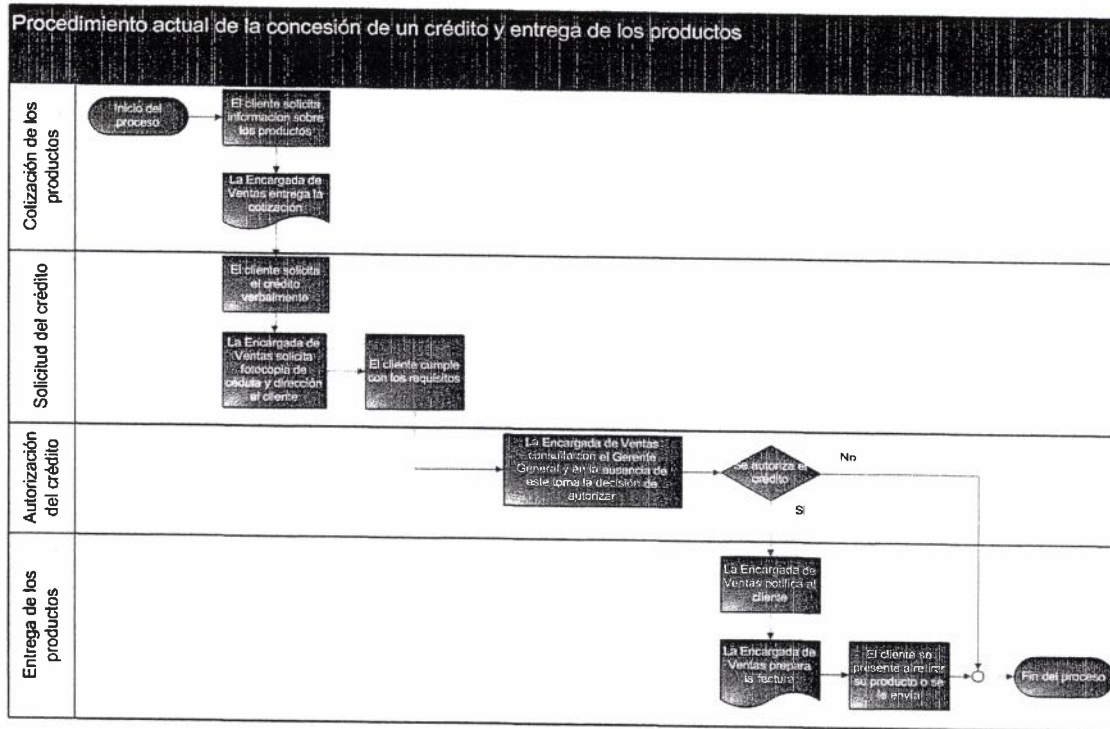 Procedimiento actual de la concesión de un crédito y entrega de los productos
Cotización de los
productos
Inicio del
proceso
El cliente solicita
informacion sobre
los productos
La Encargada de
Ventas entrega la
cotización
Solicitud del crédito
El cliente solicita
el crédito
verbalmente
La Encargada de
Ventas solicita
fotocopia de
cédula y dirección
al cliente
El cliente cumple
con los requisitos
Autorización
del crédito
La Encargada de Ventas
consulta con el Gerente
General y en la ausencia de
este toma la decisión de
autorizar
Se autoriza el
crédito
No
Si
Entrega de los
productos
La Encargada de
Ventas notifica al
cliente
La Encargada de
Ventas prepara
la factura
El cliente se
presenta a retirar
su producto o se
le envía
Fin del proceso